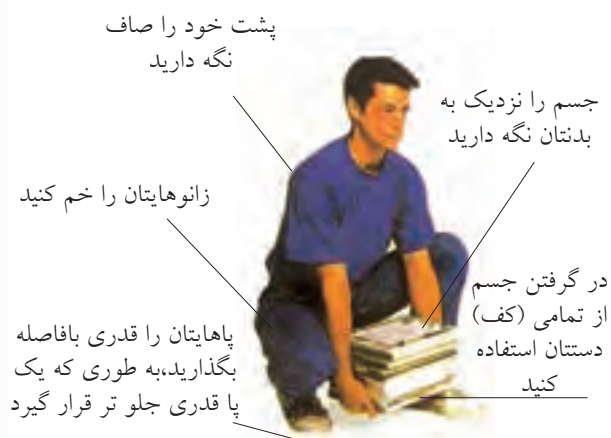 پشت خود را صاف
نگه دارید
جسم را نزدیک به
بدنتان نگه دارید
زانوهایتان را خم کنید
در گرفتن جسم
از تمامی (کف)
دستتان استفاده
کنید
پاهایتان را قدری بافاصله
بگذارید،به طوری که یک
پا قدری جلو تر قرار گیرد